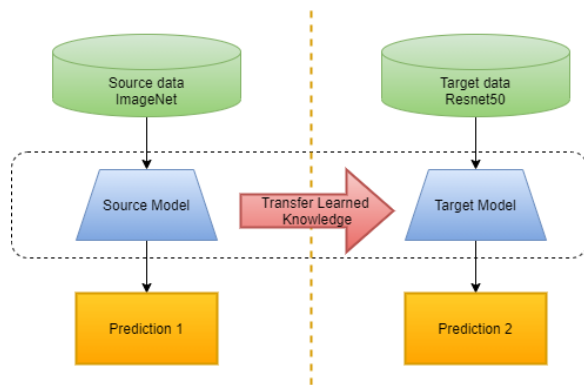 Source data
ImageNet
Target data
Resnet50
Source Model
Transfer Learned
Knowledge
Target Model
Prediction 1
Prediction 2